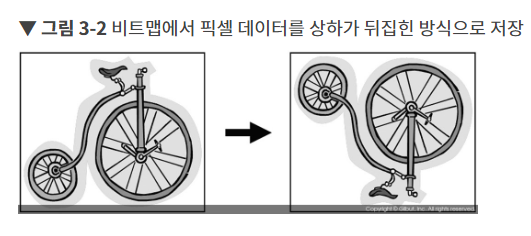 ▼ 그림 3-2 비트맵에서 픽셀 데이터를 상하가 뒤집힌 방식으로 저장
Copyright © Gilbut, Inc. All rights reserved.